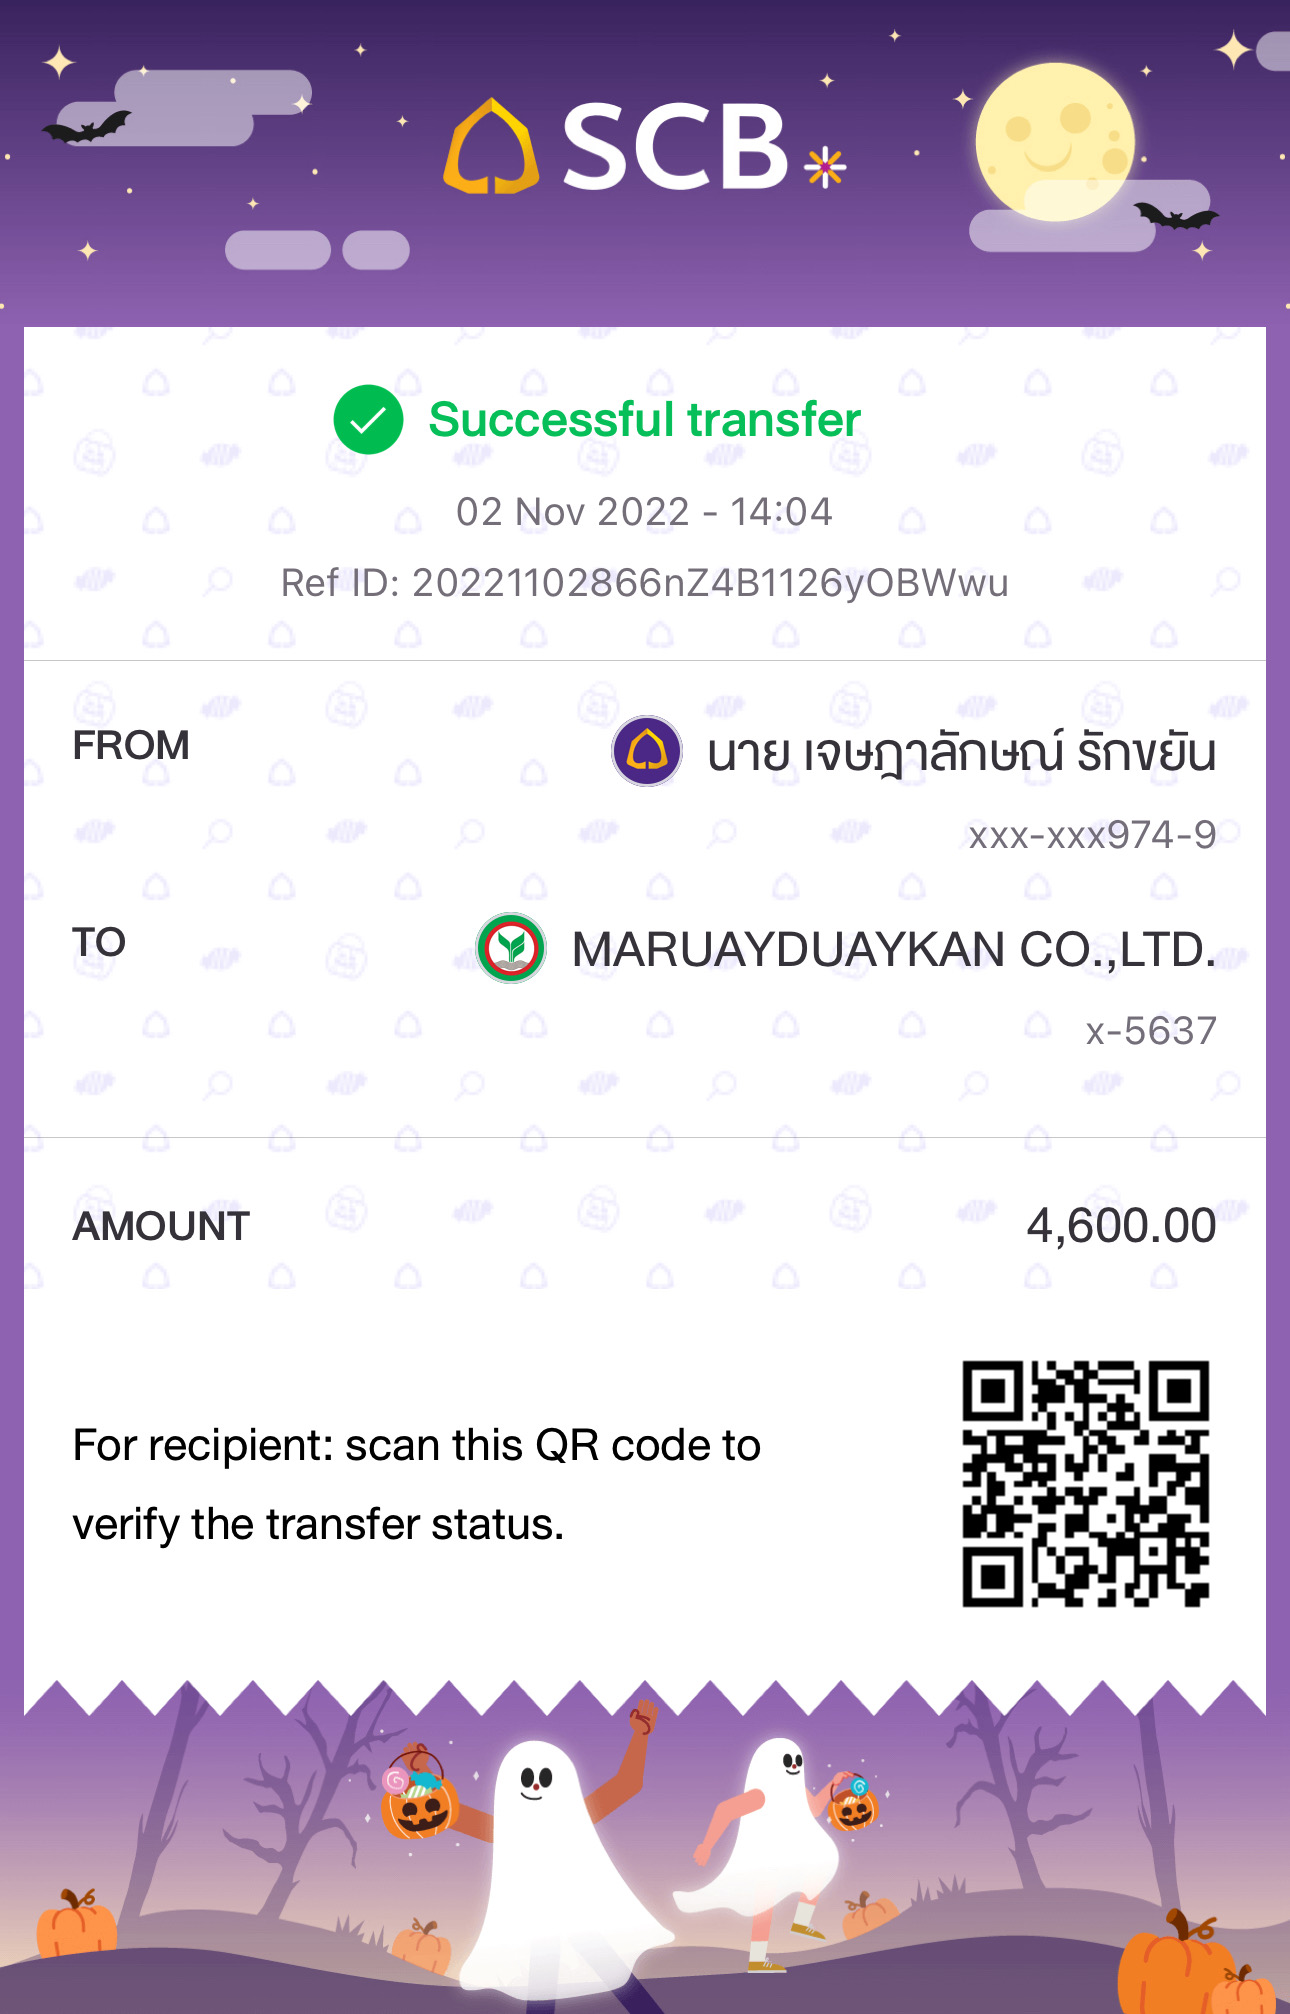 SCB
Successful transfer
02 Nov 2022 - 14:04
Ref ID: 20221102866nZ4B1126yOBWwu
FROM
นาย เจษฎาลักษณ์ รักขยัน
xxx-xxx974-9
TO
MARUAYDUAYKAN CO.,LTD.
x-5637
AMOUNT
4,600.00
For recipient: scan this QR code to
verify the transfer status.